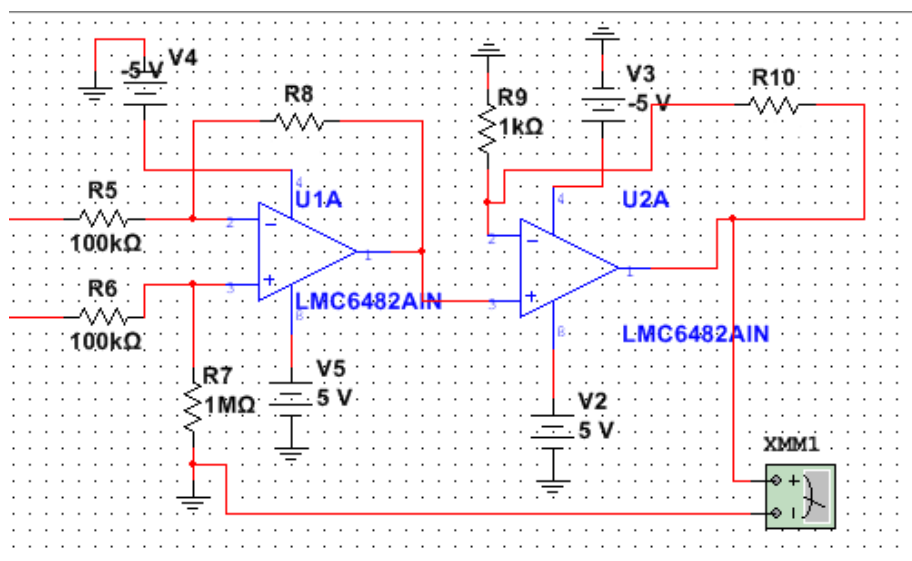 V4
-5 V
R8
4
U1A
R5
100kΩ
2
1
3
R6
100kΩ
LMC6482AIN
8
R7
1MΩ
V5
5 V
R9
1kΩ
V3
-5 V
R10
4
U2A
2
1
3
LMC6482AIN
8
V2
5 V
XMM1